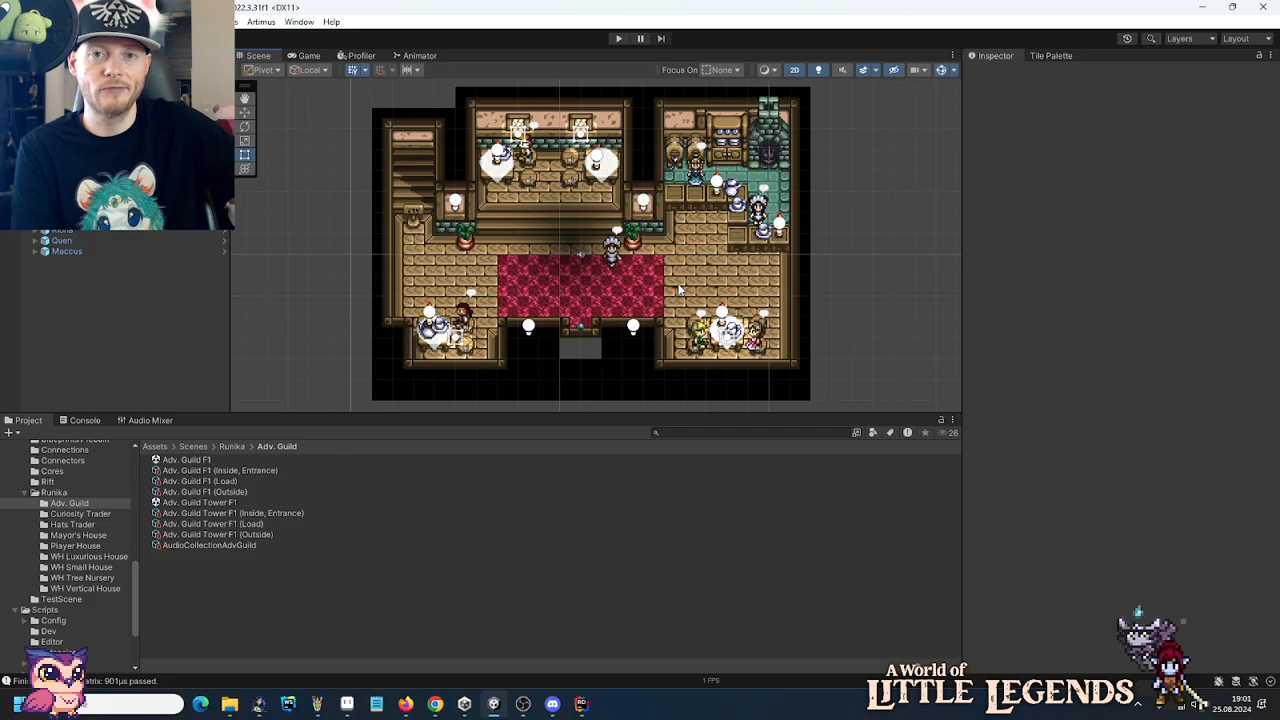 2022.3.31f1 <DX11>
Artimus Window Help
Scene Game Profiler Animator
Layers Layout
Pivot Local
Focus On None 2D
Inspector Tile Palette
Quen
Maccus
Project Console Audio Mixer
26
Assets > Scenes > Runika > Adv. Guild
Connections
Connectors
Cores
Rift
Runika
Adv. Guild
Curiosity Trader
Hats Trader
Mayor's House
Player House
WH Luxurious House
WH Small House
WH Tree Nursery
WH Vertical House
TestScene
Scripts
Config
Dev
Editor
Adv. Guild F1
Adv. Guild F1 (Inside, Entrance)
Adv. Guild F1 (Load)
Adv. Guild F1 (Outside)
Adv. Guild Tower F1
Adv. Guild Tower F1 (Inside, Entrance)
Adv. Guild Tower F1 (Load)
Adv. Guild Tower F1 (Outside)
AudioCollectionAdvGuild
901µs passed.
1 FPS
A World of
LITTLE LEGENDS
19:01
25.08.2024